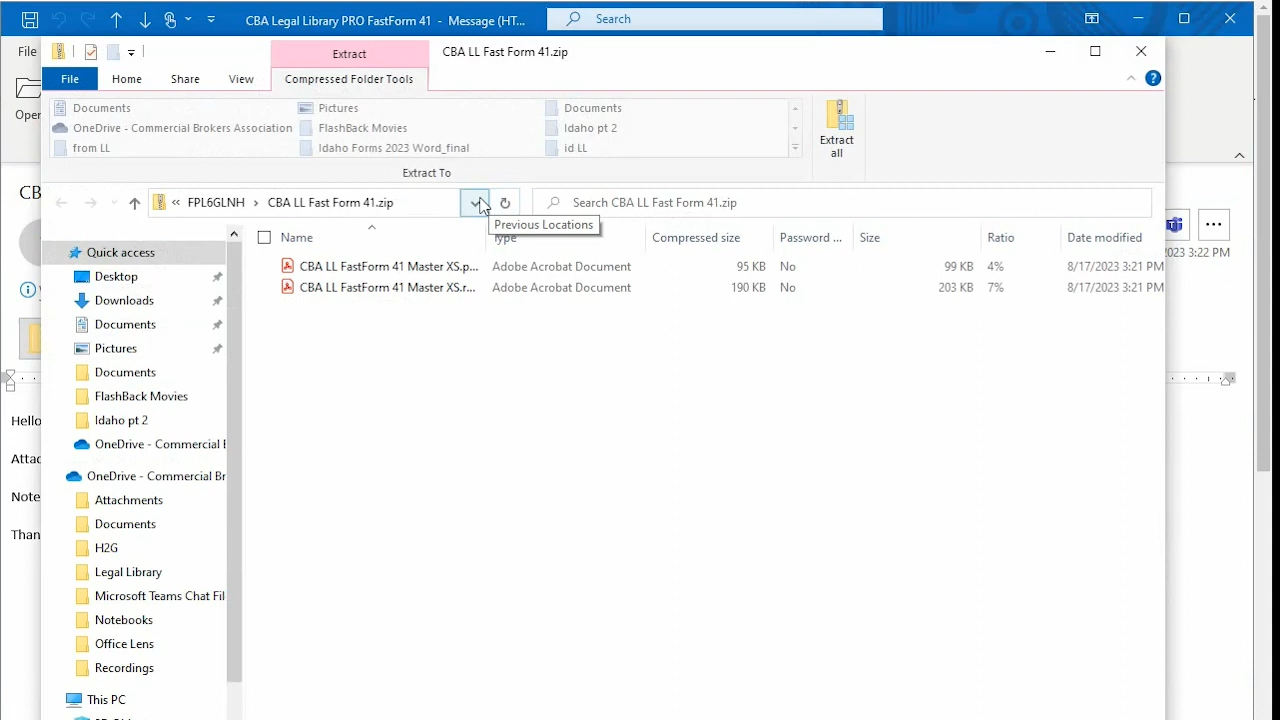 CBA Legal Library PRO FastForm 41 - Message (HT...
Search
File
Extract
CBA LL Fast Form 41.zip
File
Home
Share
View
Compressed Folder Tools
Open
Documents
Pictures
Documents
OneDrive - Commercial Brokers Association
FlashBack Movies
Idaho pt 2
from LL
Idaho Forms 2023 Word_final
id LL
Extract all
Extract To
CB
« FPL6GLNH > CBA LL Fast Form 41.zip
Search CBA LL Fast Form 41.zip
Previous Locations
Name
Type
Compressed size
Password ...
Size
Ratio
Date modified
2023 3:22 PM
CBA LL FastForm 41 Master XS.p...
Adobe Acrobat Document
95 KB
No
99 KB
4%
8/17/2023 3:21 PM
CBA LL FastForm 41 Master XS.r...
Adobe Acrobat Document
190 KB
No
203 KB
7%
8/17/2023 3:21 PM
Quick access
Desktop
Downloads
Documents
Pictures
Documents
FlashBack Movies
Idaho pt 2
OneDrive - Commercial B
OneDrive - Commercial Br
Attachments
Documents
H2G
Legal Library
Microsoft Teams Chat Fil
Notebooks
Office Lens
Recordings
This PC
Hello
Attac
Note
Than